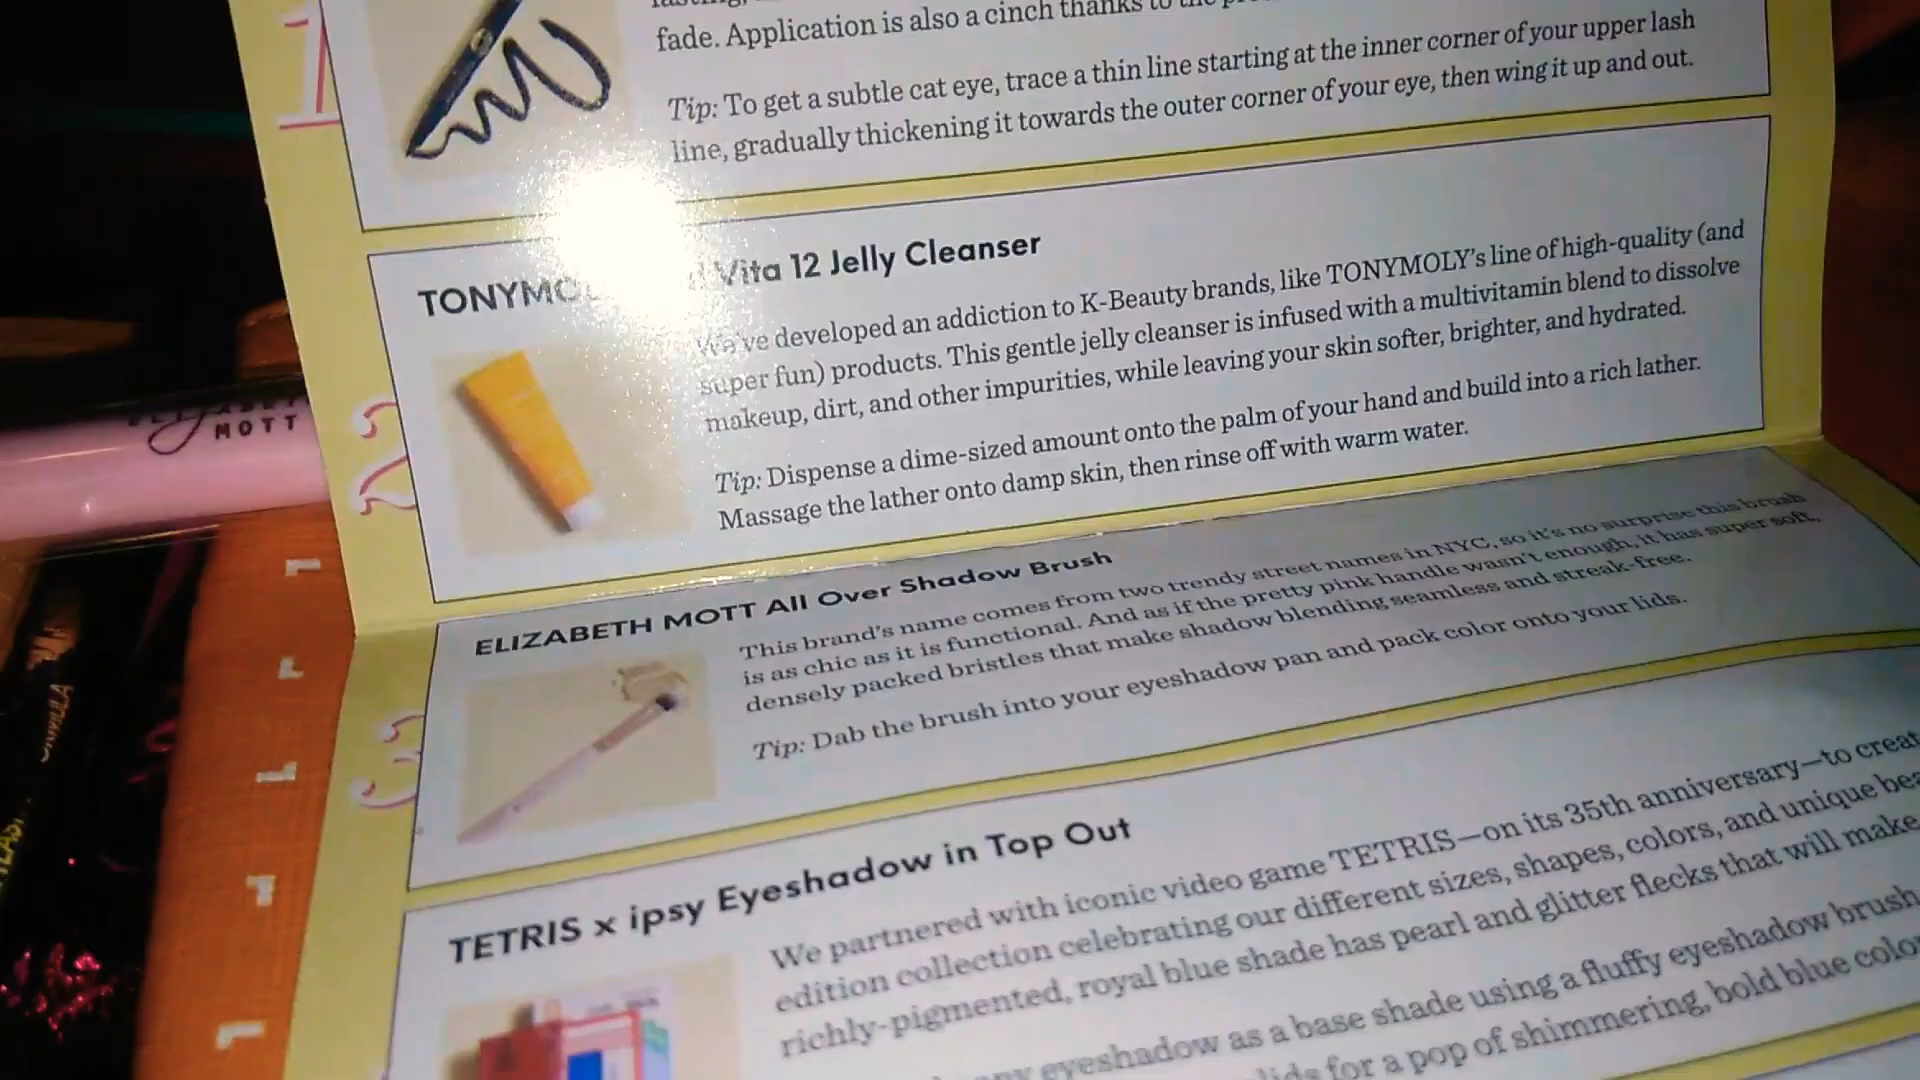 1
fade. Application is also a cinch thanks to the
Tip: To get a subtle cat eye, trace a thin line starting at the inner corner of your upper lash
line, gradually thickening it towards the outer corner of your eye, then wing it up and out.
Vita 12 Jelly Cleanser
We've developed an addiction to K-Beauty brands, like TONYMOLY's line of high-quality (and
super fun) products. This gentle jelly cleanser is infused with a multivitamin blend to dissolve
makeup, dirt, and other impurities, while leaving your skin softer, brighter, and hydrated.
Tip: Dispense a dime-sized amount onto the palm of your hand and build into a rich lather.
Massage the lather onto damp skin, then rinse off with warm water.
2
MOTT
ELIZABETH MOTT All Over Shadow Brush
This brand's name comes from two trendy street names in NYC, so it's no surprise this brush
is as chic as it is functional. And as if the pretty pink handle wasn't enough, it has super soft,
densely packed bristles that make shadow blending seamless and streak-free.
Tip: Dab the brush into your eyeshadow pan and pack color onto your lids.
3
TETRIS x ipsy Eyeshadow in Top Out
We partnered with iconic video game TETRIS—on its 35th anniversary—to
edition collection celebrating our different sizes, shapes, colors, and unique
richly-pigmented, royal blue shade has pearl and glitter flecks that will make
eyeshadow as a base shade using a fluffy eyeshadow brush
for a pop of shimmering, bold blue